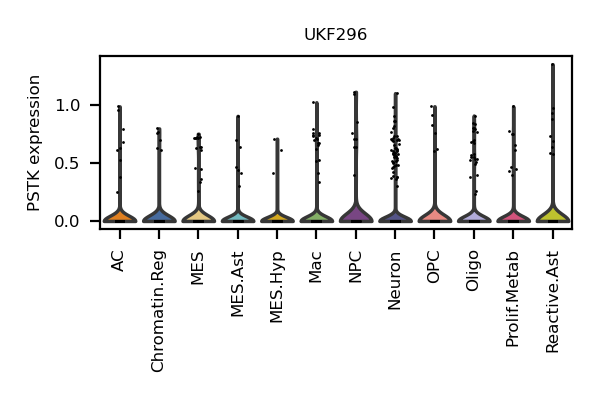 UKF296
PSTK expression
1.0
0.5
0.0
AC
Chromatin.Reg
MES
MES.Ast
MES.Hyp
Mac
NPC
Neuron
OPC
Oligo
Prolif.Metab
Reactive.Ast